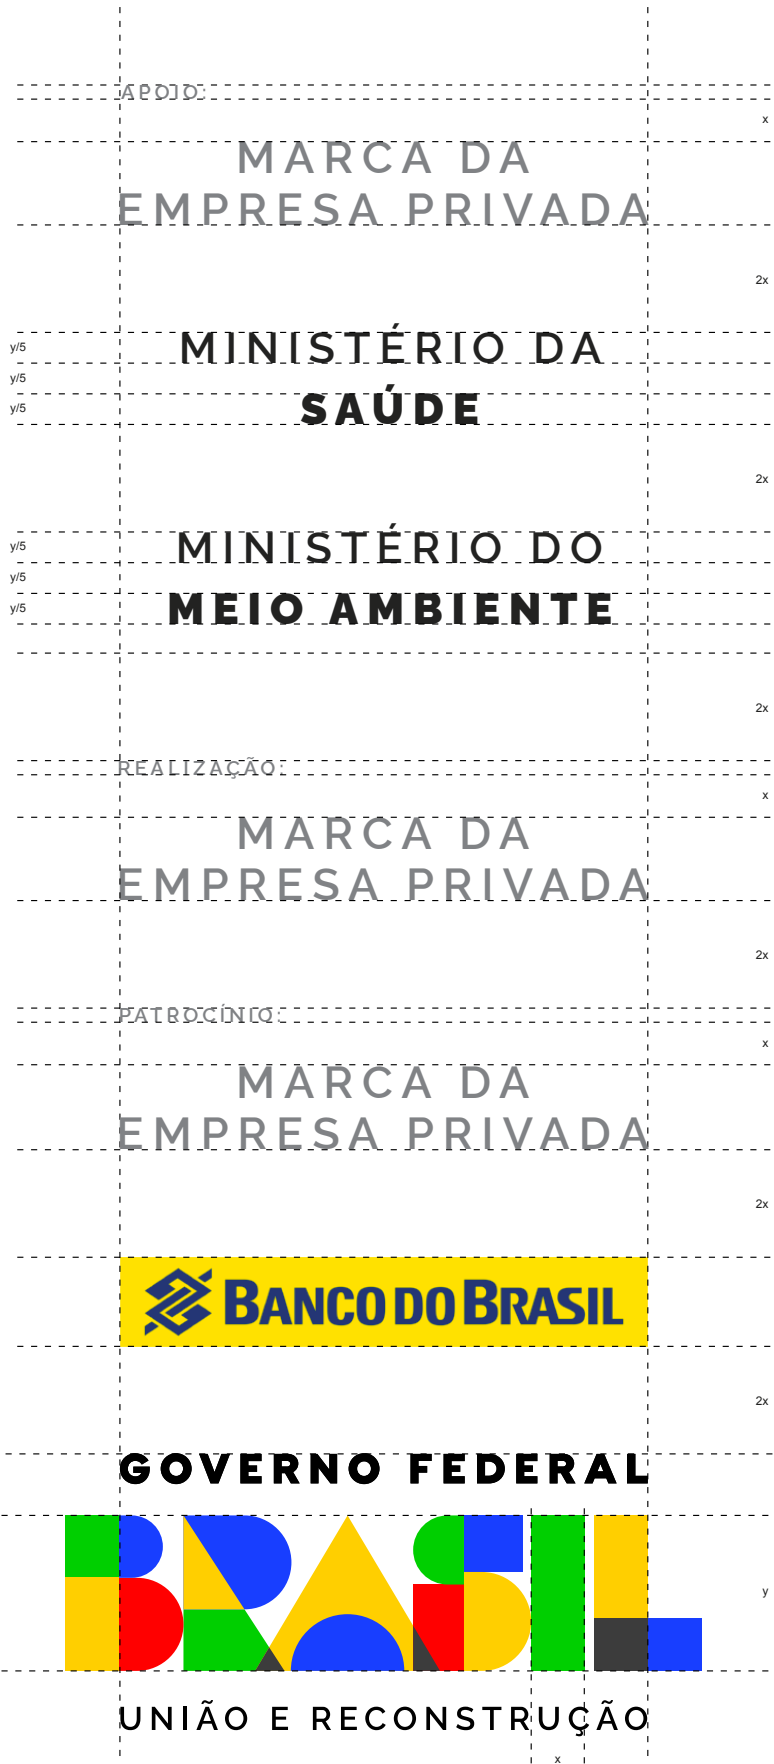 APOIO:
x
MARCA DA
EMPRESA PRIVADA
2x
y/5
MINISTÉRIO DA
y/5
y/5
SAÚDE
2x
y/5
MINISTÉRIO DO
y/5
y/5
MEIO AMBIENTE
2x
REALIZAÇÃO:
x
MARCA DA
EMPRESA PRIVADA
2x
PATROCÍNIO:
x
MARCA DA
EMPRESA PRIVADA
2x
BANCO DO BRASIL
2x
GOVERNO FEDERAL
BRASIL
y
UNIÃO E RECONSTRUÇÃO
x